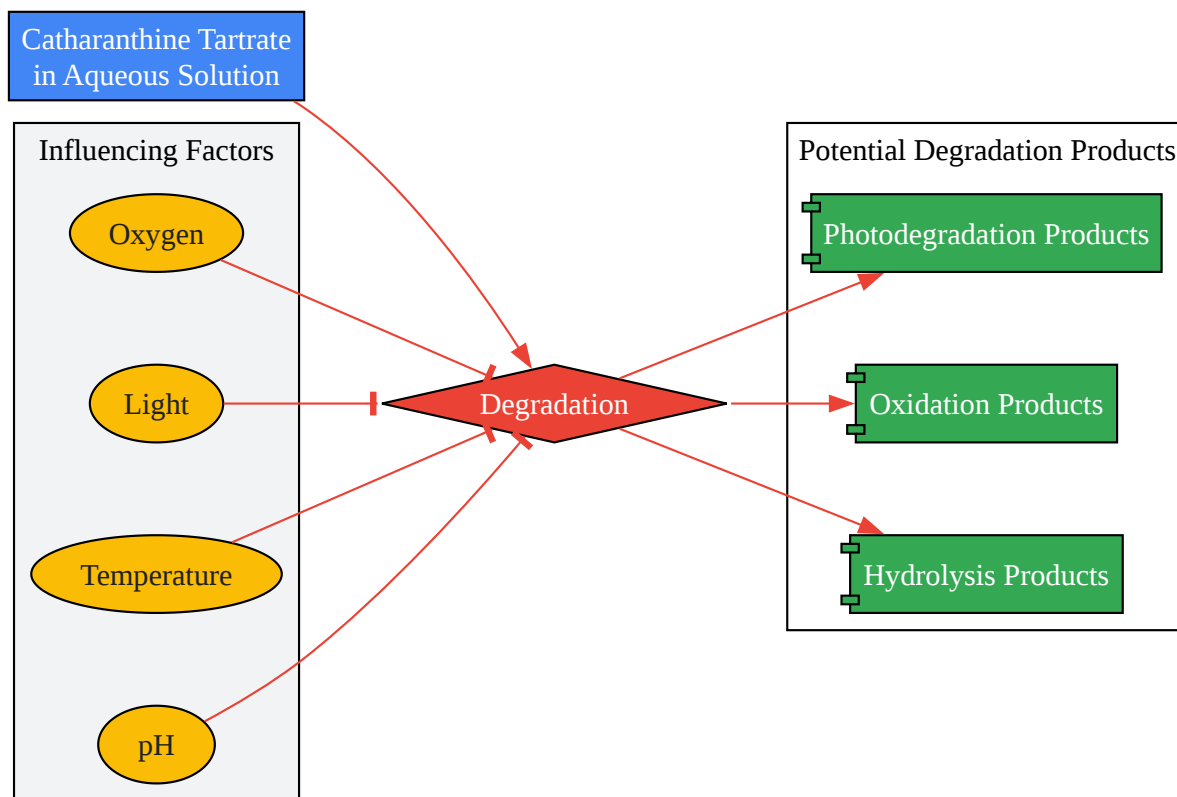 Catharanthine Tartrate
in Aqueous Solution
Influencing Factors
Oxygen
Light
Temperature
pH
Degradation
Potential Degradation Products
Photodegradation Products
Oxidation Products
Hydrolysis Products